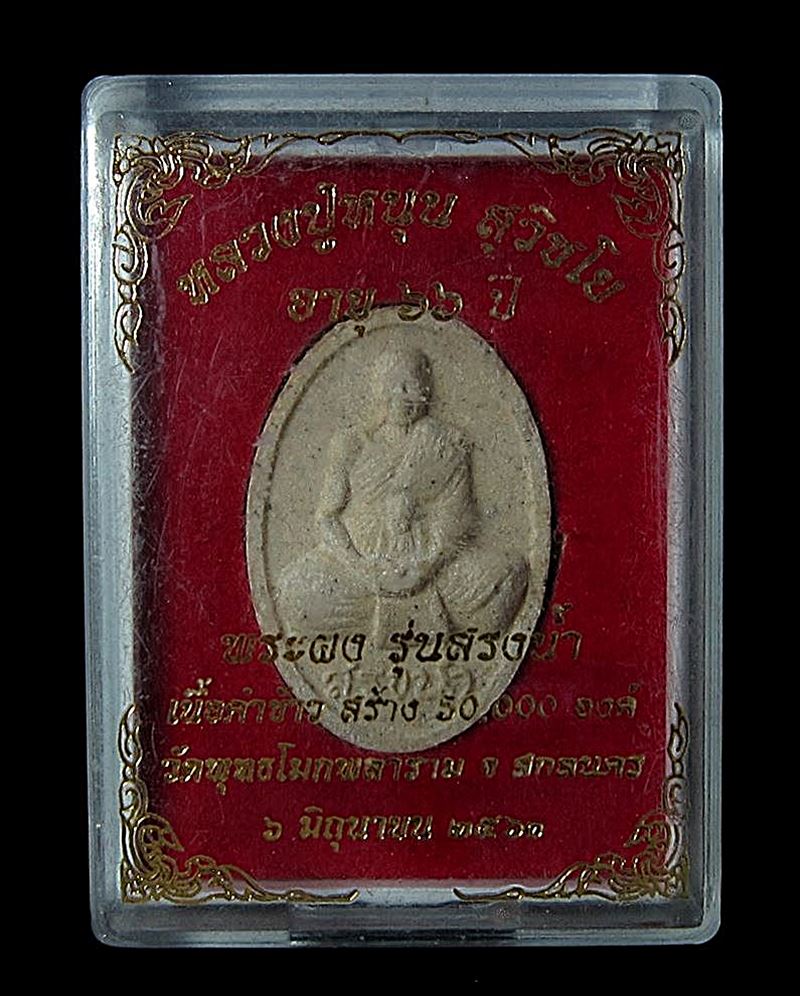 หลวงปู่หนุน สุวิชโย
อายุ ๖๖ ปี
พระผง รุ่นสรงน้ำ
เนื้อคำข้าว สร้าง 50,000 องค์
วัดพุทธโมกพลาราม จ สกลนคร
๖ มิถุนายน ๒๕๖๑